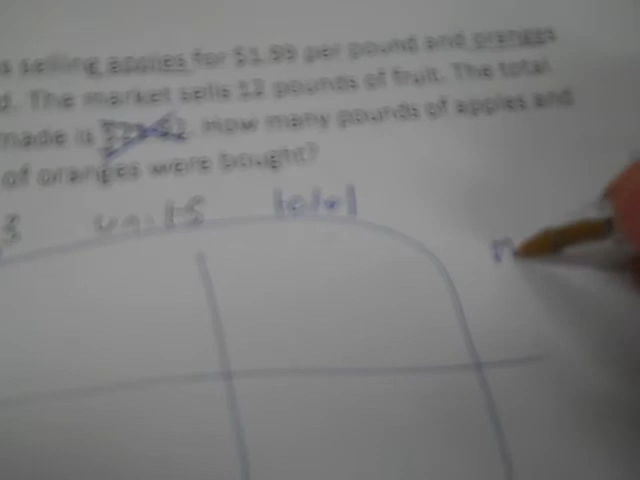 s selling apples for $1.99 per pound and oranges
d. The market sells 12 pounds of fruit. The total
made is How many pounds of apples and
of oranges were bought?
units total